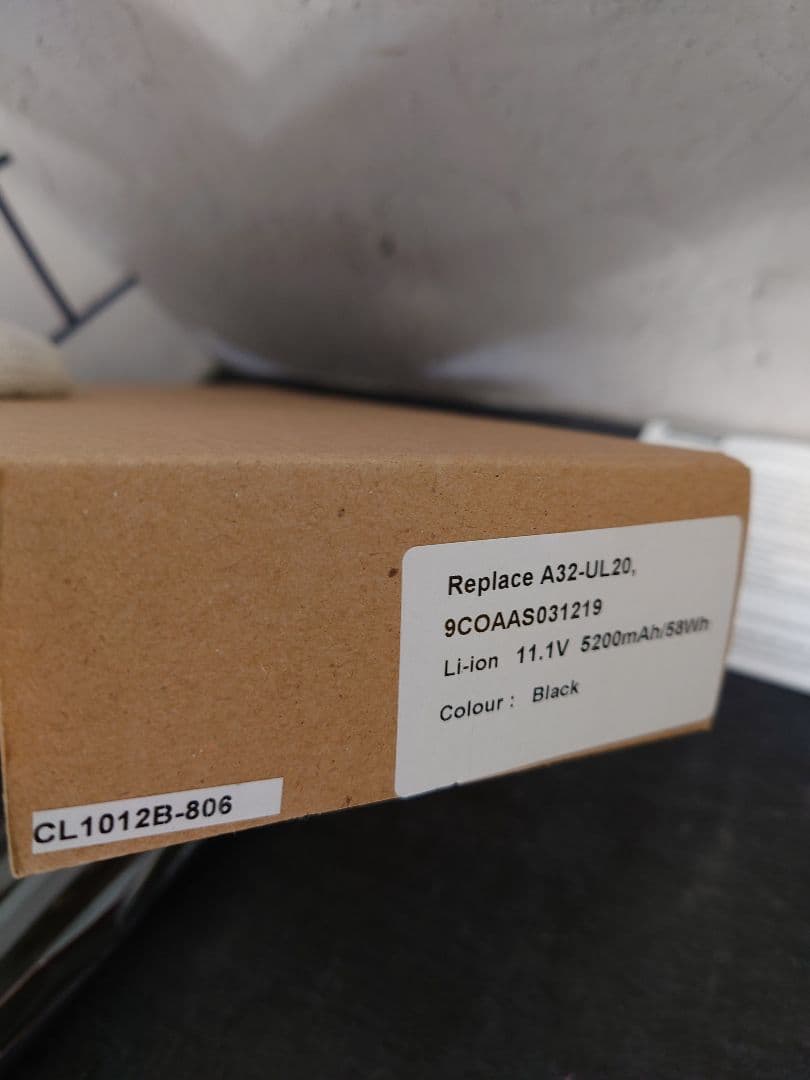 Replace A32-UL20,
9COAAS031219
Li-ion 11.1V 5200mAh/58Wh
Colour : Black
CL1012B-806